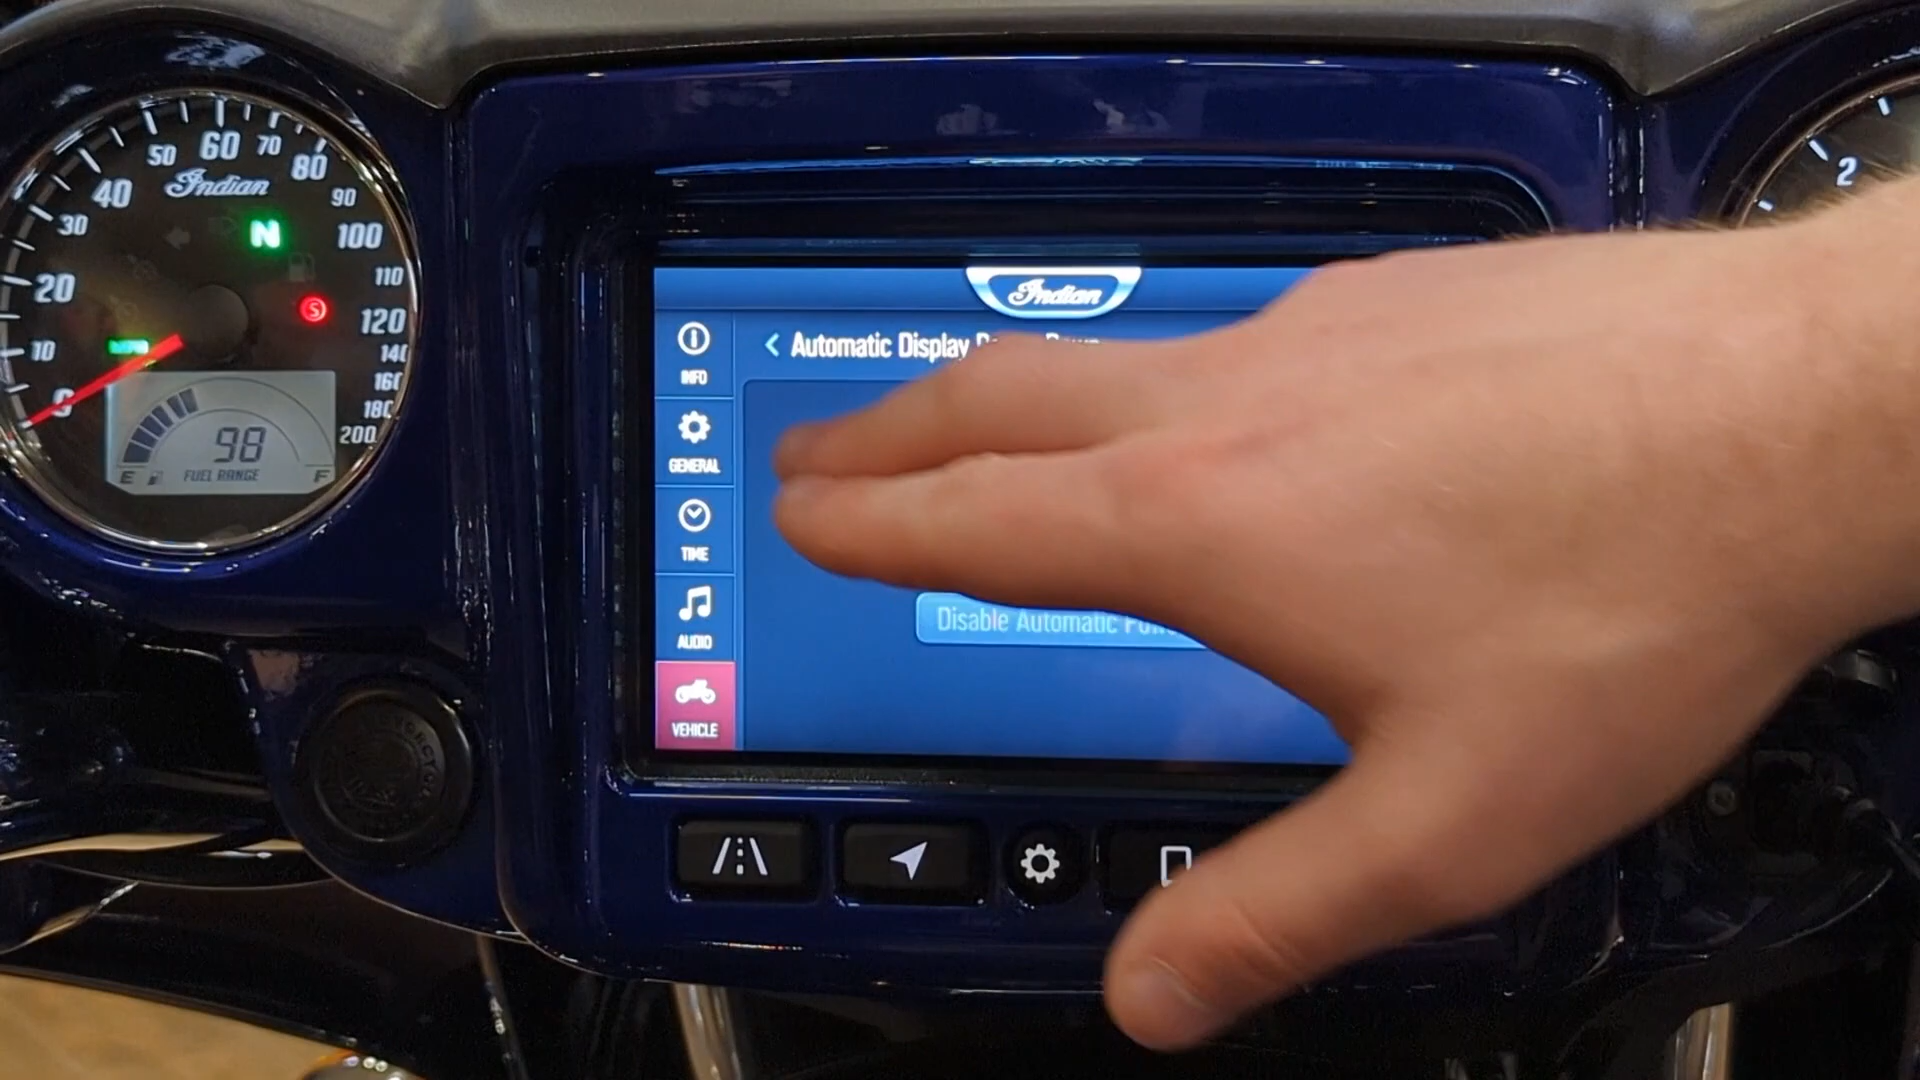 60
50
70
80
40
Indian
90
30
N
100
110
20
S
120
10
140
160
0
180
98
200
E
FUEL RANGE
F
2
Indian
Automatic Display
INFO
GENERAL
TIME
Disable Automatic
AUDIO
VEHICLE